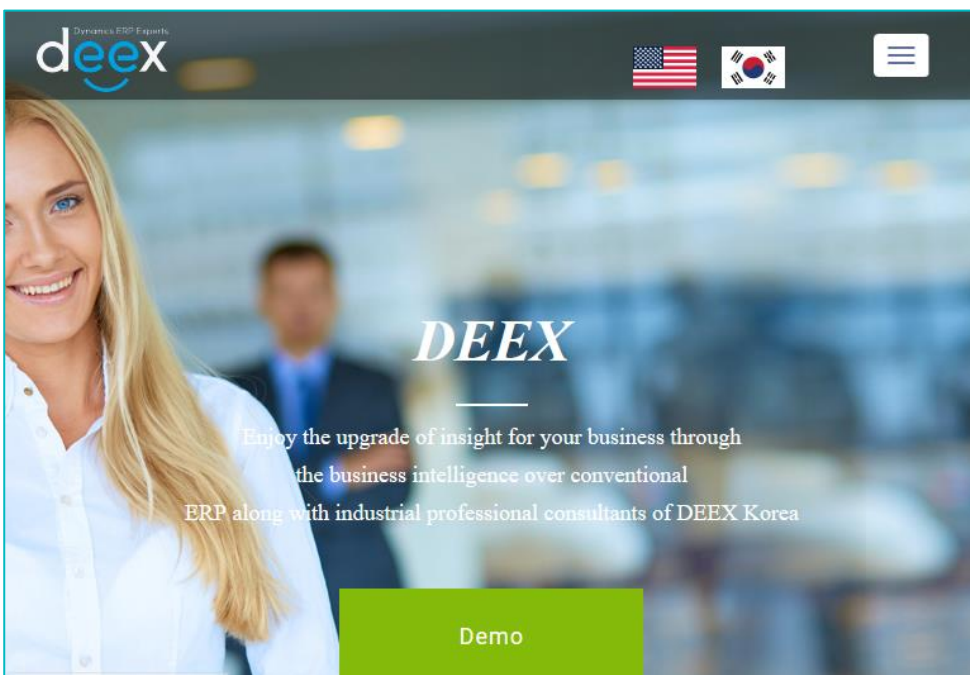 Dynamics ERP Experts
deex
DEEX
Enjoy the upgrade of insight for your business through
the business intelligence over conventional
ERP along with industrial professional consultants of DEEX Korea
Demo